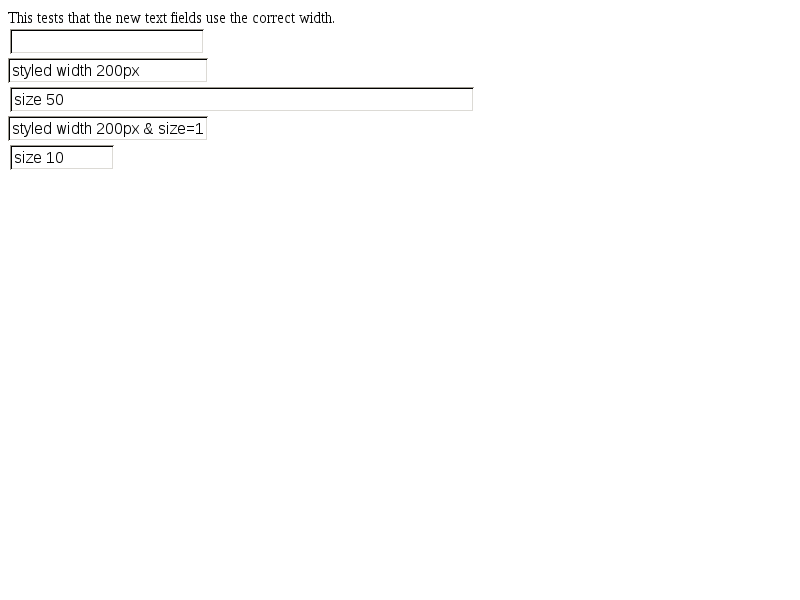 This tests that the new text fields use the correct width.
styled width 200px
size 50
styled width 200px & size=1
size 10